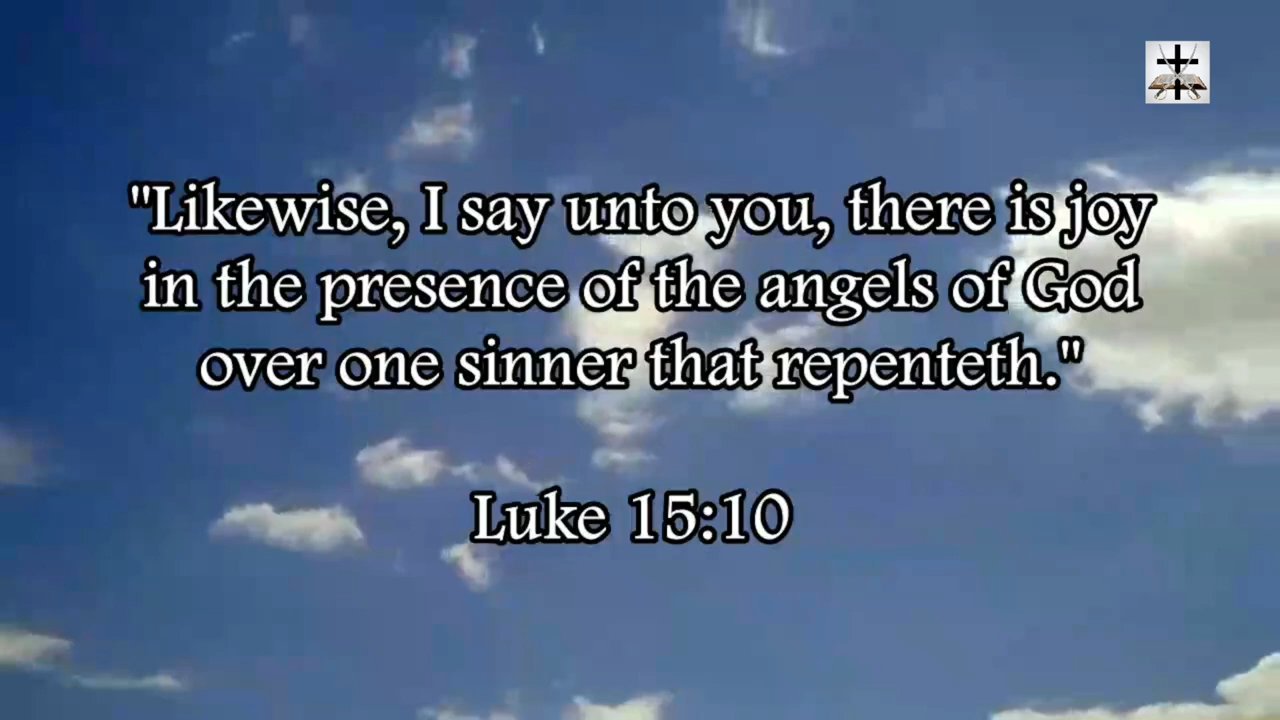 "Likewise, I say unto you, there is joy
in the presence of the angels of God
over one sinner that repenteth."
Luke 15:10